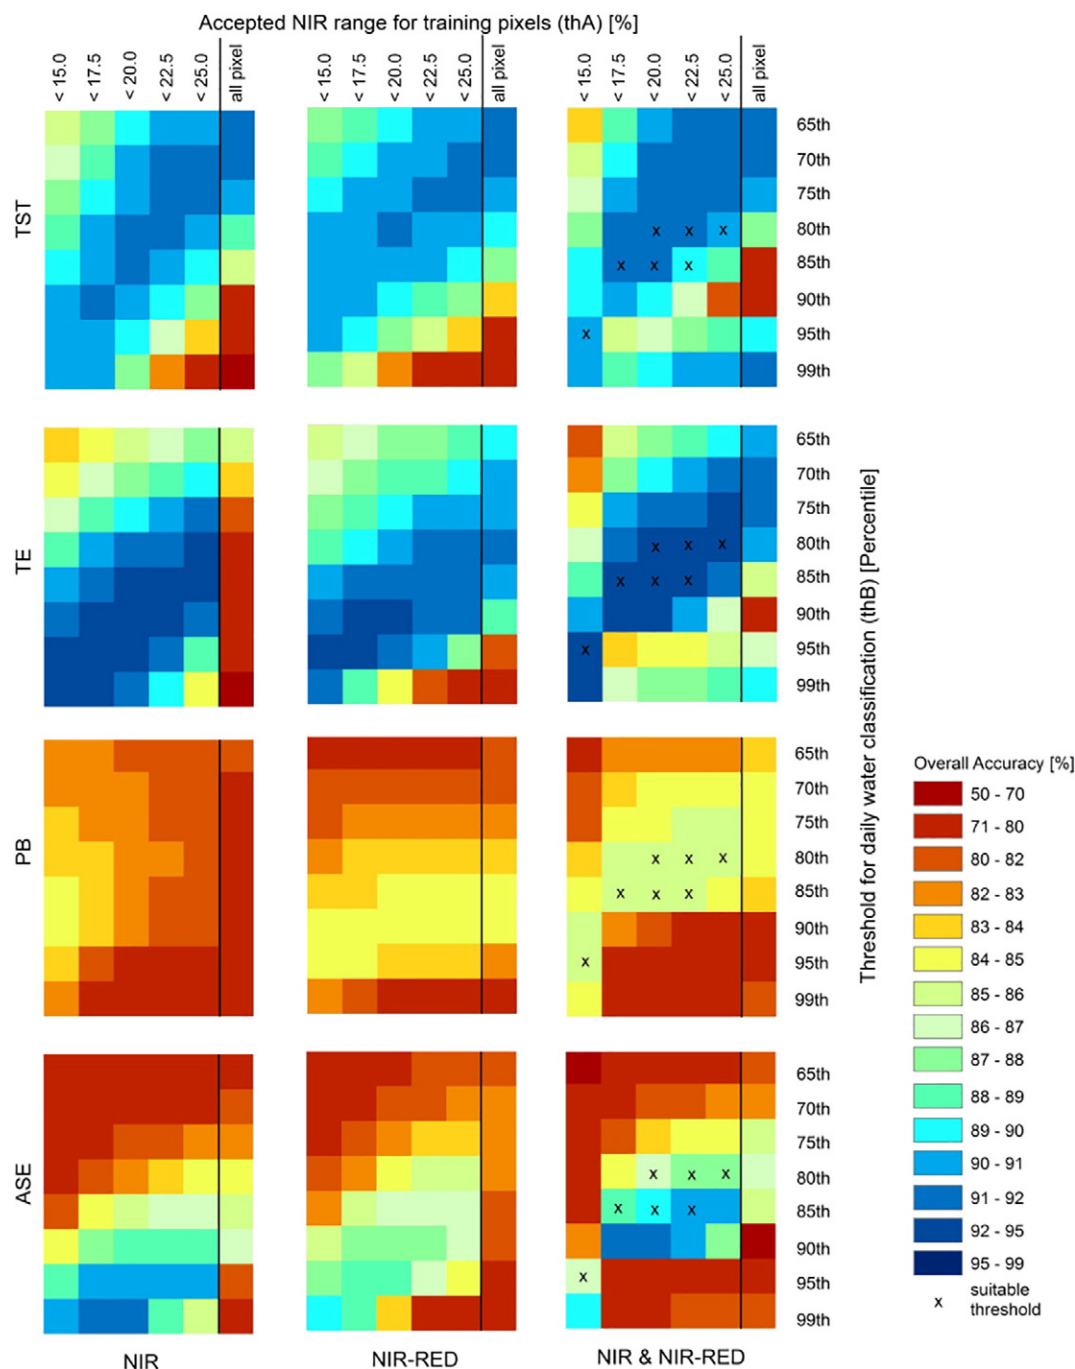 Accepted NIR range for training pixels (thA) [%]
< 15.0
< 17.5
< 20.0
< 22.5
< 25.0
all pixel
< 15.0
< 17.5
< 20.0
< 22.5
< 25.0
all pixel
< 15.0
< 17.5
< 20.0
< 22.5
< 25.0
all pixel
TST
65th
70th
75th
x x x 80th
x x x 85th
90th
x 95th
99th
TE
65th
70th
75th
x x x 80th
x x x 85th
90th
x 95th
99th
PB
65th
70th
75th
x x x 80th
x x x 85th
90th
x 95th
99th
ASE
65th
70th
75th
x x x 80th
x x x 85th
90th
x 95th
99th
NIR
NIR-RED
NIR & NIR-RED
Threshold for daily water classification (thB) [Percentile]
Overall Accuracy [%]
50 - 70
71 - 80
80 - 82
82 - 83
83 - 84
84 - 85
85 - 86
86 - 87
87 - 88
88 - 89
89 - 90
90 - 91
91 - 92
92 - 95
95 - 99
x suitable
threshold